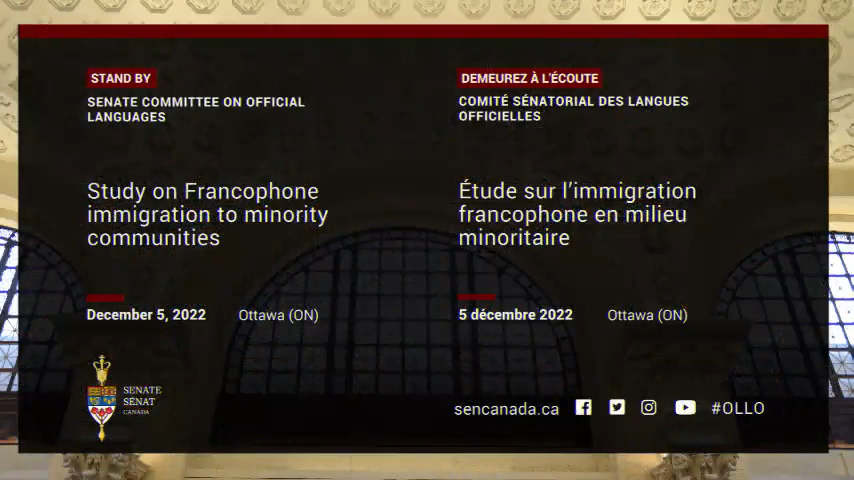 STAND BY
SENATE COMMITTEE ON OFFICIAL
LANGUAGES
Study on Francophone
immigration to minority
communities
December 5, 2022
Ottawa (ON)
DEMEUREZ À L'ÉCOUTE
COMITÉ SÉNATORIAL DES LANGUES
OFFICIELLES
Étude sur l'immigration
francophone en milieu
minoritaire
5 décembre 2022
Ottawa (ON)
SENATE
SÉNAT
CANADA
sencanada.ca
#OLLO